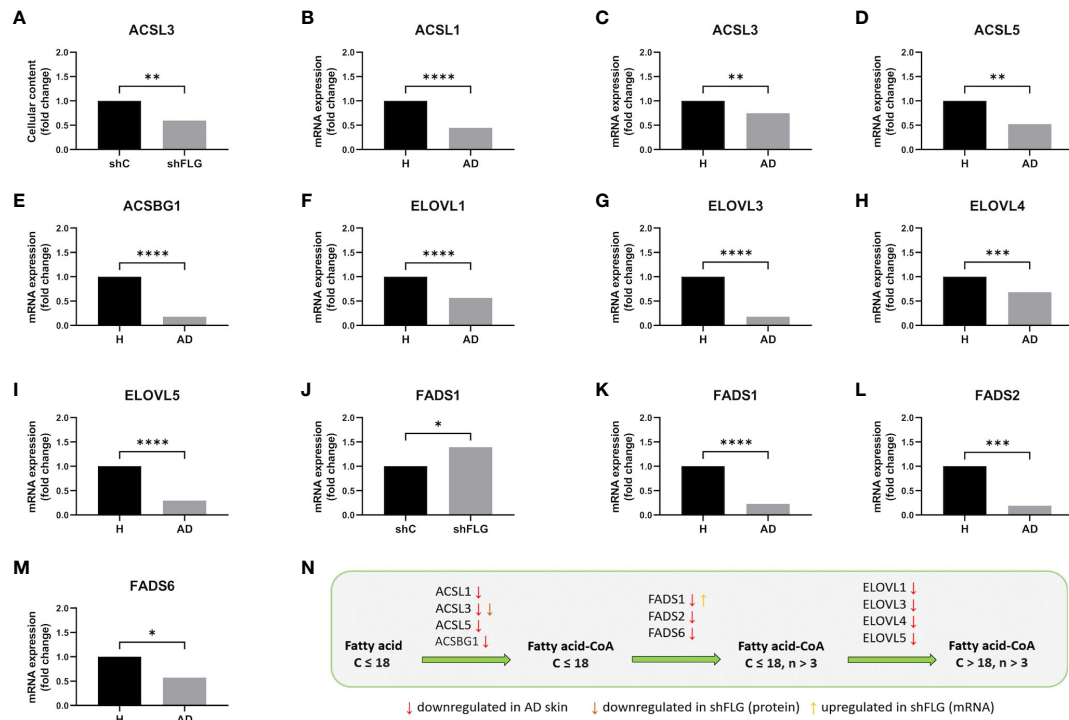 A
ACSL3
Cellular content
(fold change)
2.0
1.5
1.0
0.5
0.0
**
shC shFLG
B
ACSL1
mRNA expression
(fold change)
2.0
1.5
1.0
0.5
0.0
****
H AD
C
ACSL3
mRNA expression
(fold change)
2.0
1.5
1.0
0.5
0.0
**
H AD
D
ACSL5
mRNA expression
(fold change)
2.0
1.5
1.0
0.5
0.0
**
H AD
E
ACSBG1
mRNA expression
(fold change)
2.0
1.5
1.0
0.5
0.0
****
H AD
F
ELOVL1
mRNA expression
(fold change)
2.0
1.5
1.0
0.5
0.0
****
H AD
G
ELOVL3
mRNA expression
(fold change)
2.0
1.5
1.0
0.5
0.0
****
H AD
H
ELOVL4
mRNA expression
(fold change)
2.0
1.5
1.0
0.5
0.0
***
H AD
I
ELOVL5
mRNA expression
(fold change)
2.0
1.5
1.0
0.5
0.0
****
H AD
J
FADS1
mRNA expression
(fold change)
2.0
1.5
1.0
0.5
0.0
*
shC shFLG
K
FADS1
mRNA expression
(fold change)
2.0
1.5
1.0
0.5
0.0
****
H AD
L
FADS2
mRNA expression
(fold change)
2.0
1.5
1.0
0.5
0.0
***
H AD
M
FADS6
mRNA expression
(fold change)
2.0
1.5
1.0
0.5
0.0
*
H AD
N
Fatty acid
C ≤ 18
ACSL1 ↓
ACSL3 ↓ ↓
ACSL5 ↓
ACSBG1 ↓
Fatty acid-CoA
C ≤ 18
FADS1 ↓ ↑
FADS2 ↓
FADS6 ↓
Fatty acid-CoA
C ≤ 18, n > 3
ELOVL1 ↓
ELOVL3 ↓
ELOVL4 ↓
ELOVL5 ↓
Fatty acid-CoA
C > 18, n > 3
↓ downregulated in AD skin ↓ downregulated in shFLG (protein) ↑ upregulated in shFLG (mRNA)